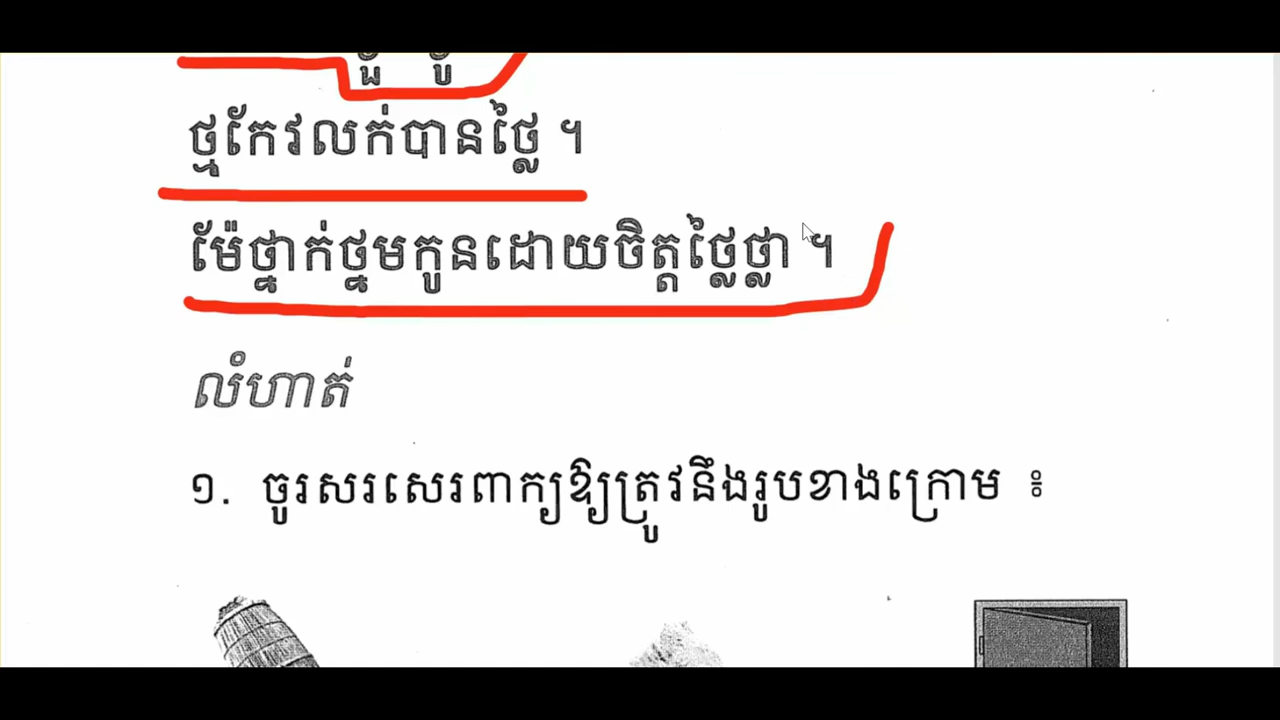 ថ្មកែវលក់បានថ្លៃ ។
ម៉ែថ្នាក់ថ្នមកូនដោយចិត្តថ្លៃថ្លា ។
លំហាត់
១. ចូរសរសេរពាក្យឱ្យត្រូវនឹងរូបខាងក្រោម ៖